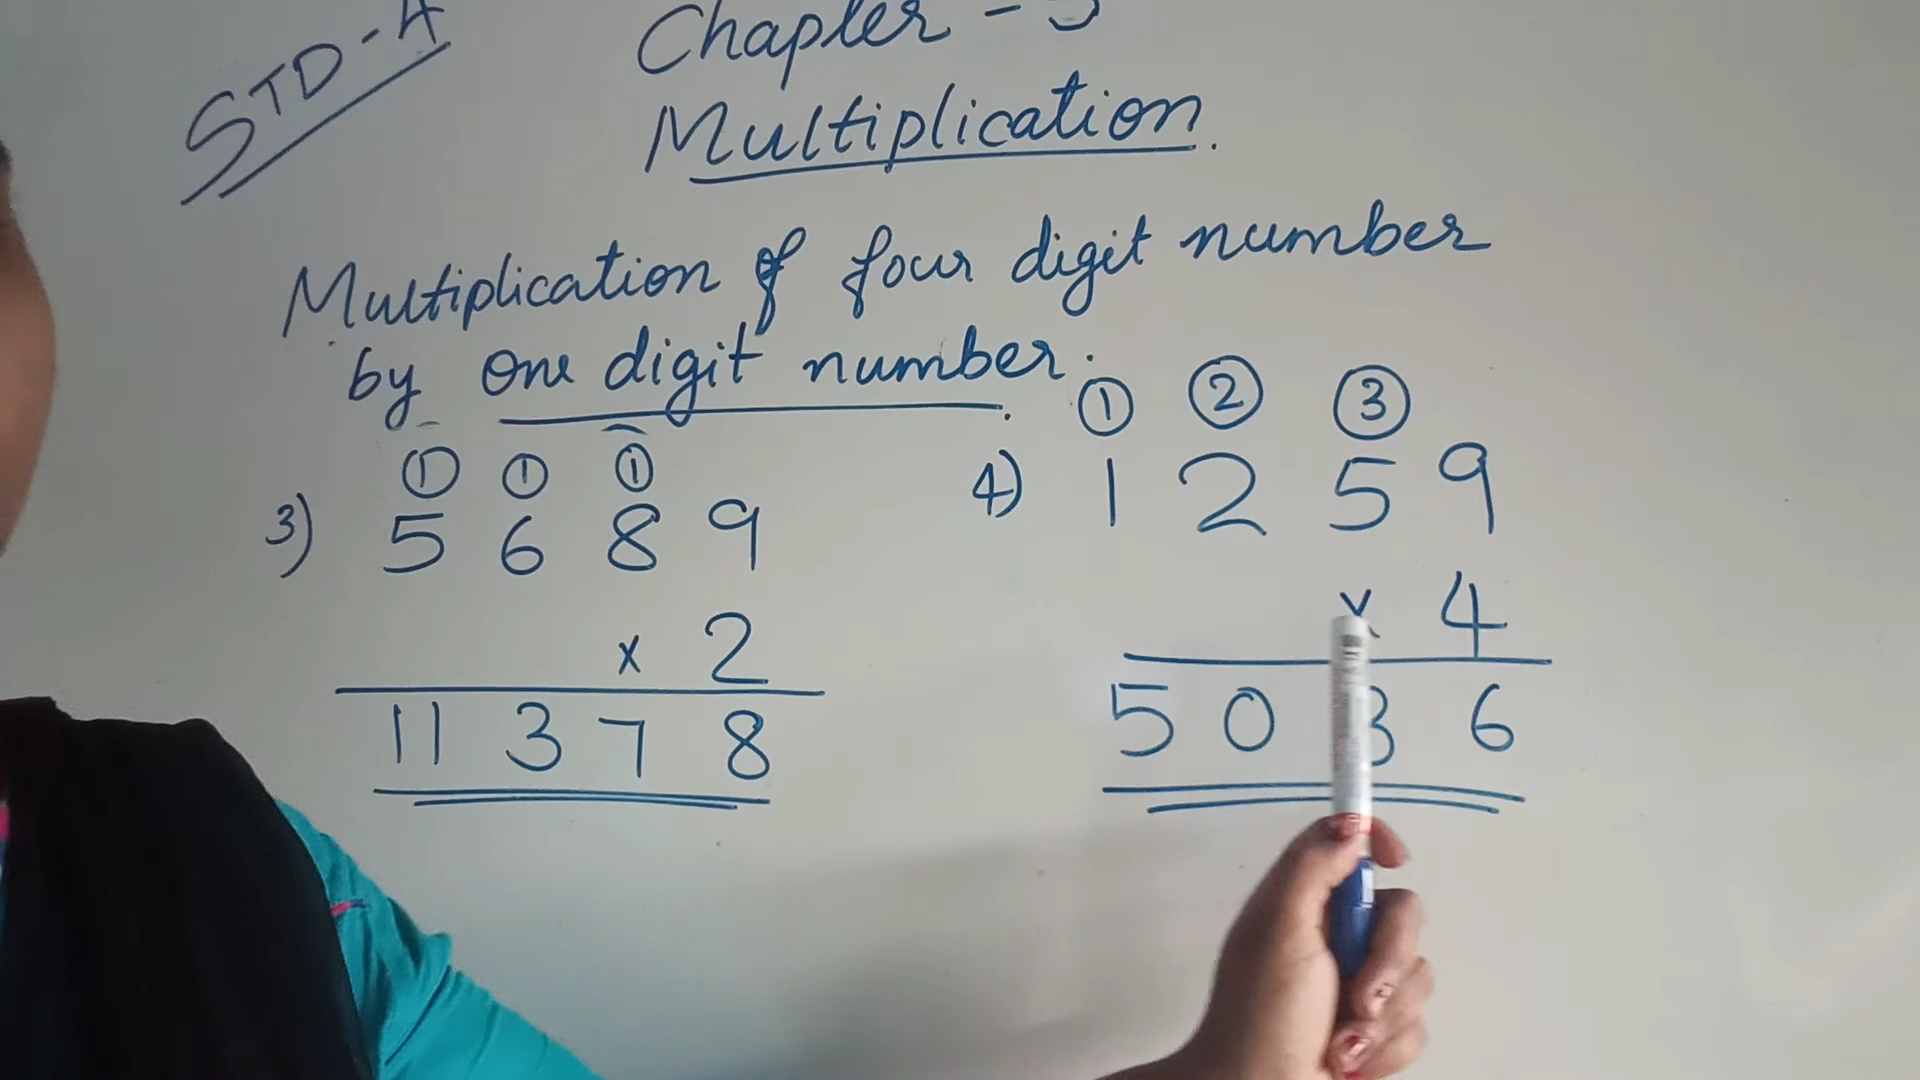 STD-4
Chapter -
Multiplication.
Multiplication of four digit number
by one digit number.
① ① ①
3) 5 6 8 9
x 2
11 3 7 8
① ② ③
4) 1 2 5 9
x 4
5 0 3 6